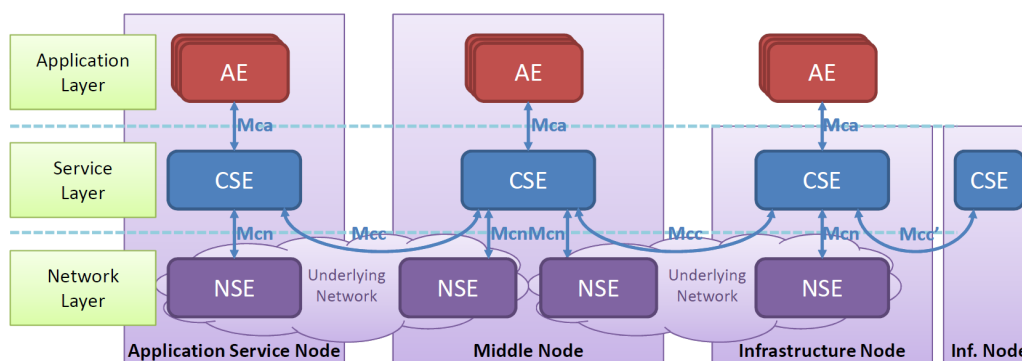 Application
Layer
AE
AE
AE
Mca
Mca
Mca
Service
Layer
CSE
CSE
CSE
CSE
Mcn
Mcc
Mcn
Mcn
Mcc
Mcn
Mcc'
Network
Layer
NSE
Underlying
Network
NSE
NSE
Underlying
Network
NSE
Application Service Node
Middle Node
Infrastructure Node
Inf. Node